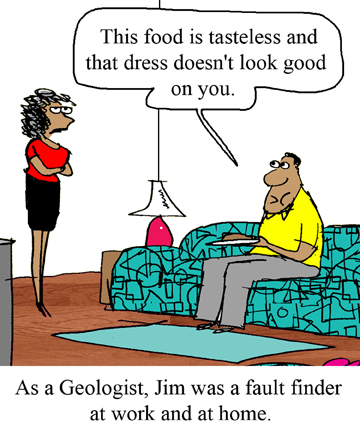 This food is tasteless and
that dress doesn't look good
on you.
As a Geologist, Jim was a fault finder
at work and at home.